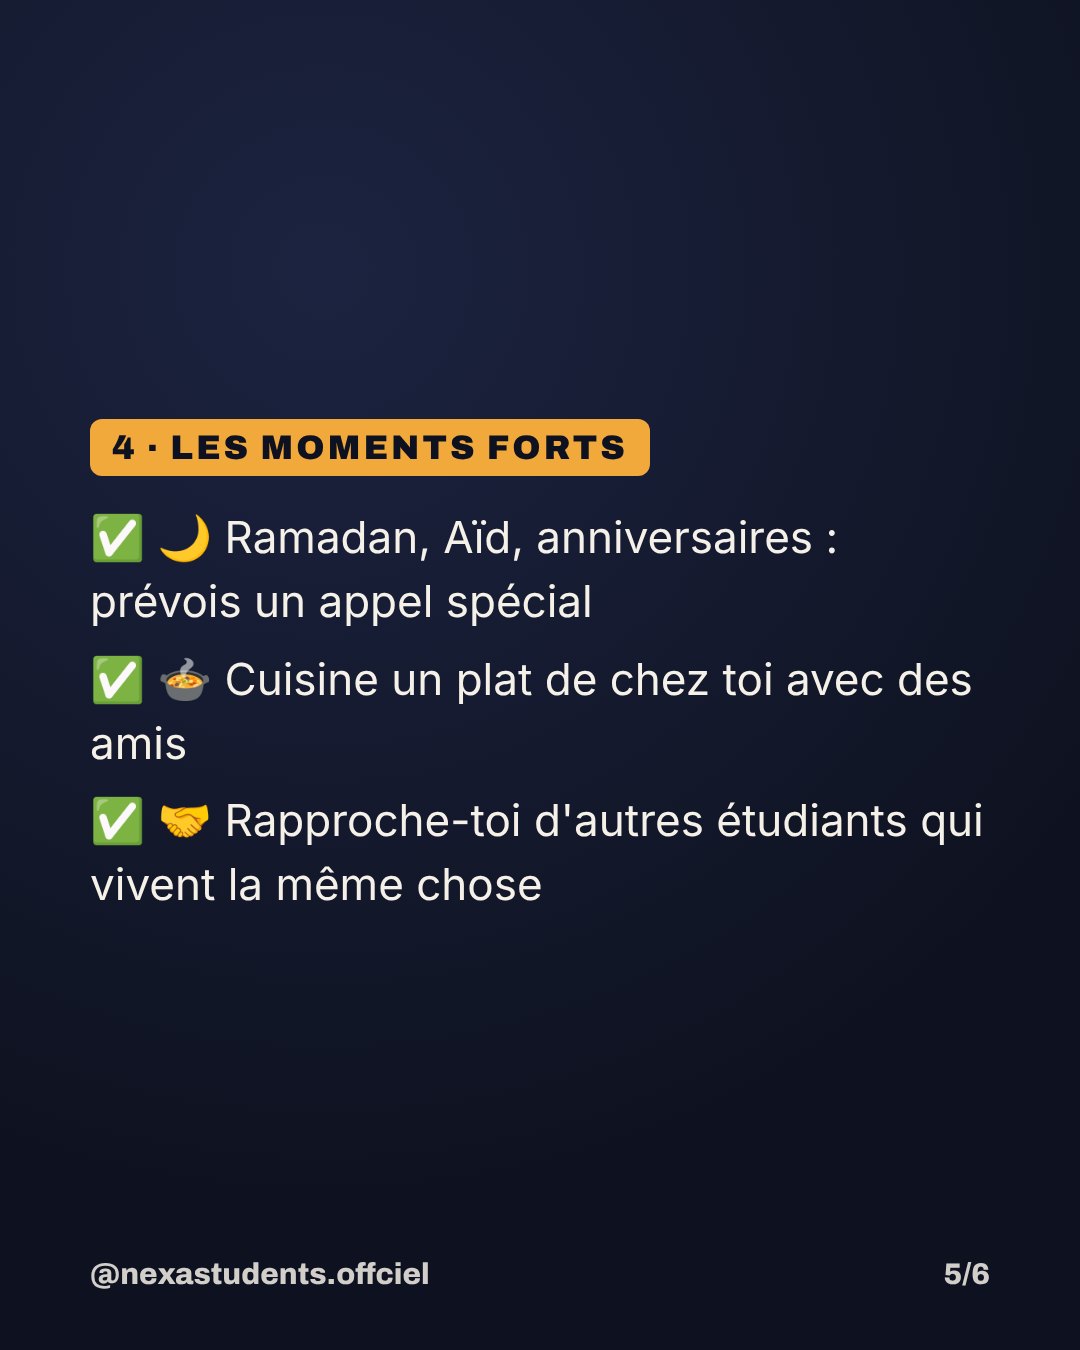 4 · LES MOMENTS FORTS
✅ 🌙 Ramadan, Aïd, anniversaires :
prévois un appel spécial
✅ 🍲 Cuisine un plat de chez toi avec des
amis
✅ 🤝 Rapproche-toi d'autres étudiants qui
vivent la même chose
@nexastudents.offciel
5/6